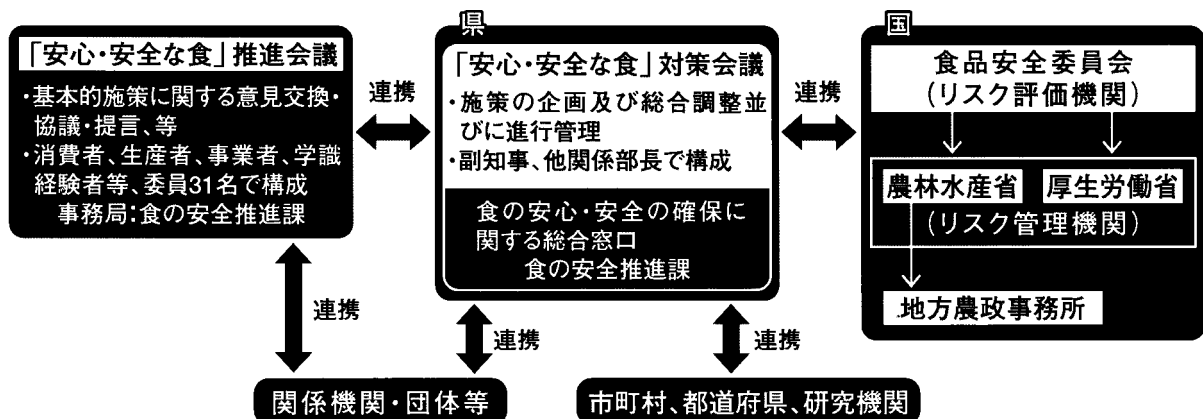 「安心・安全な食」推進会議
・基本的施策に関する意見交換・
協議・提言、等
・消費者、生産者、事業者、学識
経験者等、委員31名で構成
事務局:食の安全推進課
連携
県
「安心・安全な食」対策会議
・施策の企画及び総合調整並
びに進行管理
・副知事、他関係部長で構成
食の安心・安全の確保に
関する総合窓口
食の安全推進課
連携
国
食品安全委員会
(リスク評価機関)
農林水産省
厚生労働省
(リスク管理機関)
地方農政事務所
連携
連携
連携
関係機関・団体等
市町村、都道府県、研究機関